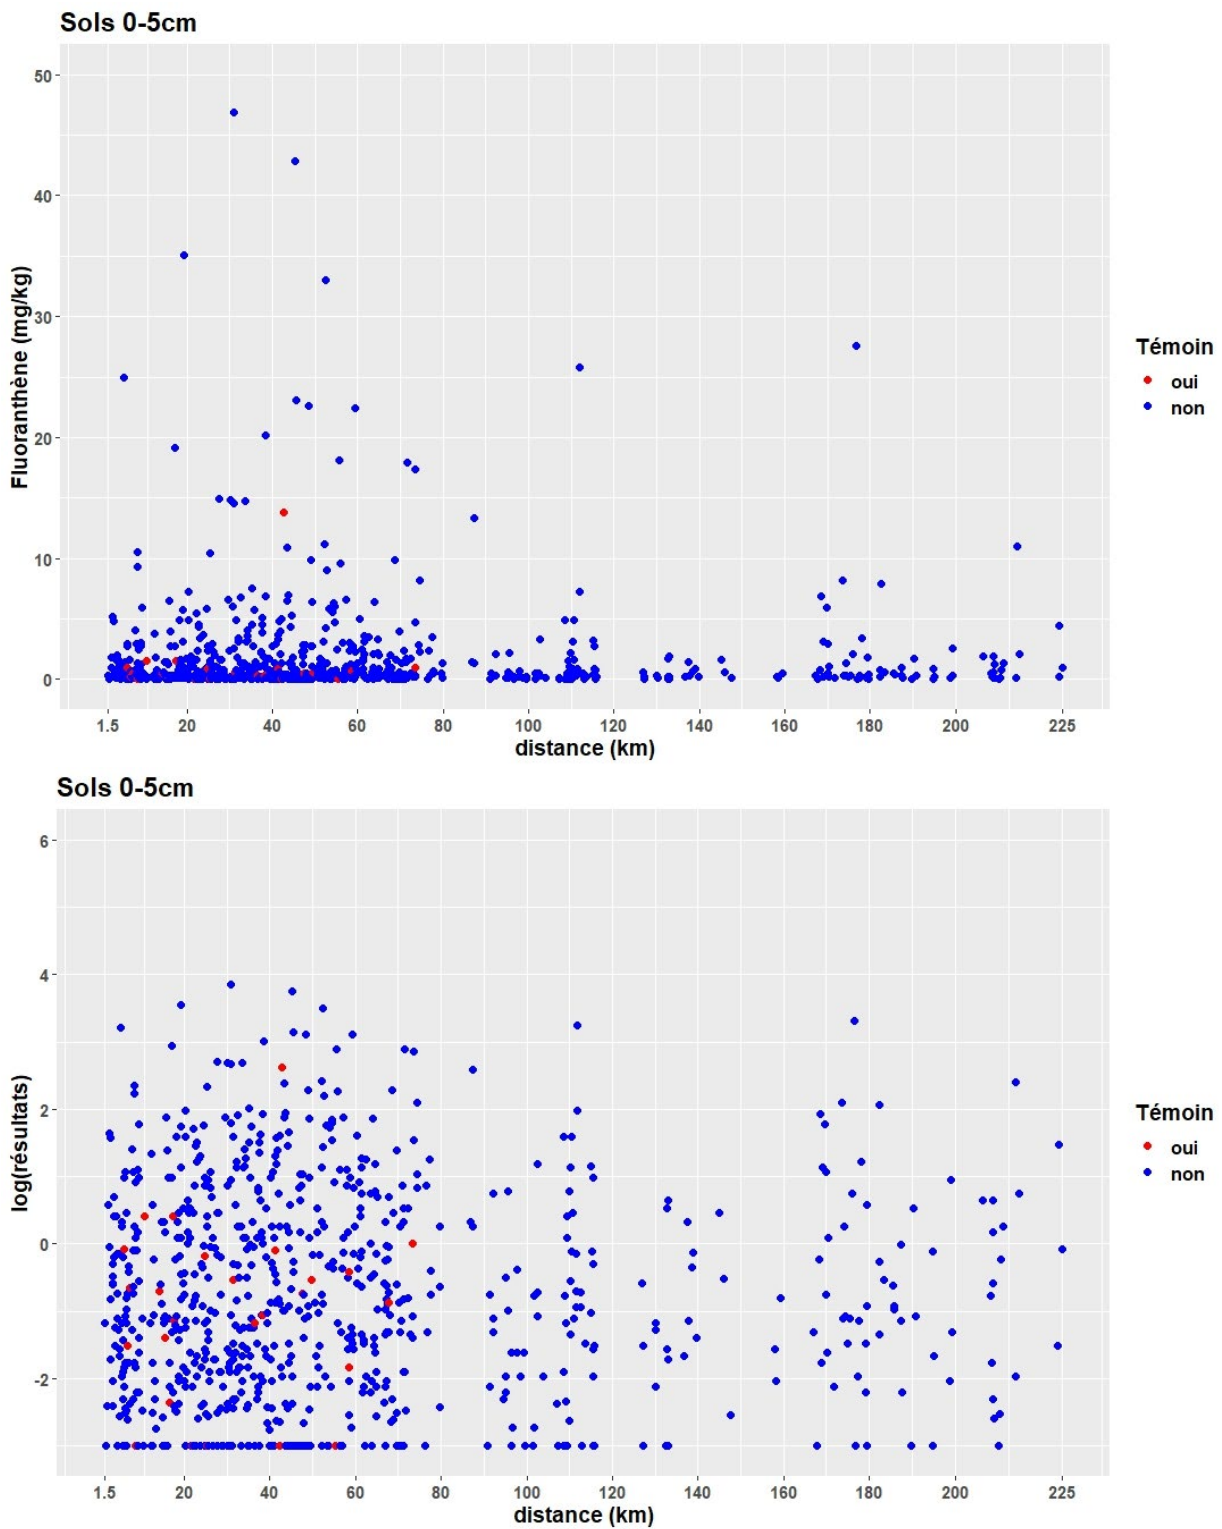 Sols 0-5cm
Fluoranthène (mg/kg)
50
40
30
20
10
0
1.5 20 40 60 80 100 120 140 160 180 200 225
distance (km)
Témoin
oui
non
Sols 0-5cm
log(résultats)
6
4
2
0
-2
1.5 20 40 60 80 100 120 140 160 180 200 225
distance (km)
Témoin
oui
non